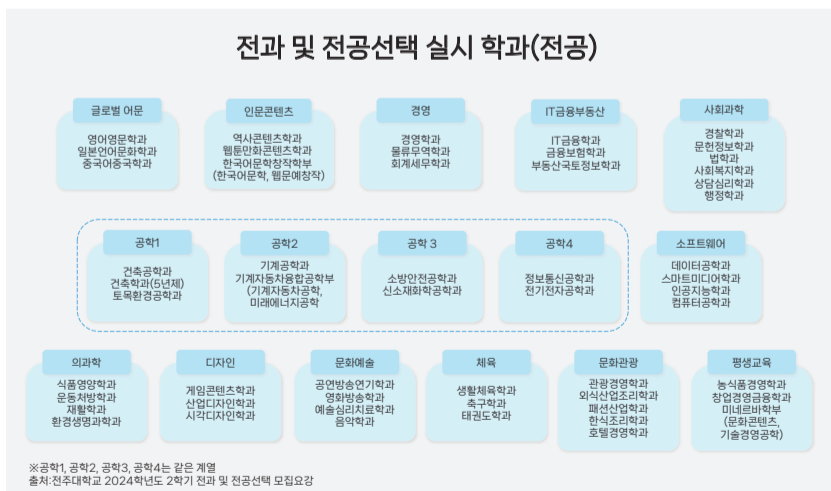 전과 및 전공선택 실시 학과(전공)
글로벌 어문
영어영문학과
일본언어문화학과
중국어중국학과
인문콘텐츠
역사콘텐츠학과
웹툰만화콘텐츠학과
한국어문학창작학부
(한국어문학, 웹문예창작)
경영
경영학과
물류무역학과
회계세무학과
IT금융부동산
IT금융학과
금융보험학과
부동산국토정보학과
사회과학
경찰학과
문헌정보학과
법학과
사회복지학과
상담심리학과
행정학과
공학1
건축공학과
건축학과(5년제)
토목환경공학과
공학2
기계공학과
기계자동차융합공학부
(기계자동차공학,
미래에너지공학
공학 3
소방안전공학과
신소재화학공학과
공학4
정보통신공학과
전기전자공학과
소프트웨어
데이터공학과
스마트미디어학과
인공지능학과
컴퓨터공학과
의과학
식품영양학과
운동처방학과
재활학과
환경생명과학과
디자인
게임콘텐츠학과
산업디자인학과
시각디자인학과
문화예술
공연방송연기학과
영화방송학과
예술심리치료학과
음악학과
체육
생활체육학과
축구학과
태권도학과
문화관광
관광경영학과
외식산업조리학과
패션산업학과
한식조리학과
호텔경영학과
평생교육
농식품경영학과
창업경영금융학과
미네르바학부
(문화콘텐츠,
기술경영공학)
※공학1, 공학2, 공학3, 공학4는 같은 계열
출처:전주대학교 2024학년도 2학기 전과 및 전공선택 모집요강